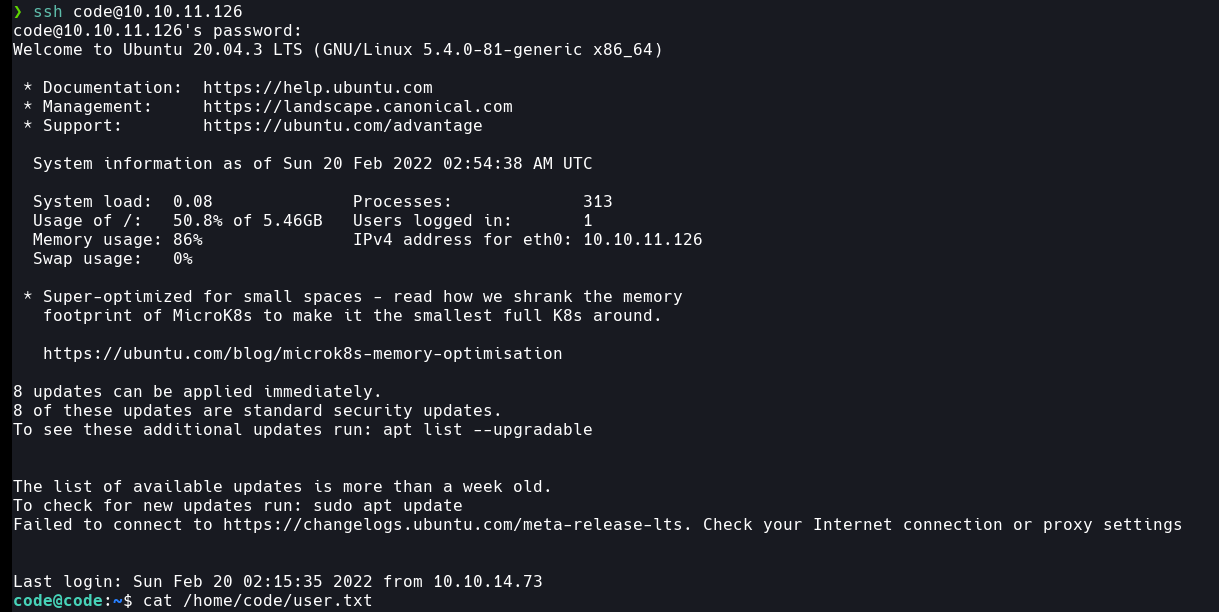 ❯ ssh code@10.10.11.126
code@10.10.11.126's password:
Welcome to Ubuntu 20.04.3 LTS (GNU/Linux 5.4.0-81-generic x86_64)
* Documentation:  https://help.ubuntu.com
* Management:     https://landscape.canonical.com
* Support:        https://ubuntu.com/advantage
System information as of Sun 20 Feb 2022 02:54:38 AM UTC
System load:  0.08              Processes:             313
Usage of /:   50.8% of 5.46GB   Users logged in:       1
Memory usage: 86%               IPv4 address for eth0: 10.10.11.126
Swap usage:   0%
* Super-optimized for small spaces - read how we shrank the memory
footprint of MicroK8s to make it the smallest full K8s around.
https://ubuntu.com/blog/microk8s-memory-optimisation
8 updates can be applied immediately.
8 of these updates are standard security updates.
To see these additional updates run: apt list --upgradable
The list of available updates is more than a week old.
To check for new updates run: sudo apt update
Failed to connect to https://changelogs.ubuntu.com/meta-release-lts. Check your Internet connection or proxy settings
Last login: Sun Feb 20 02:15:35 2022 from 10.10.14.73
code@code:~$ cat /home/code/user.txt